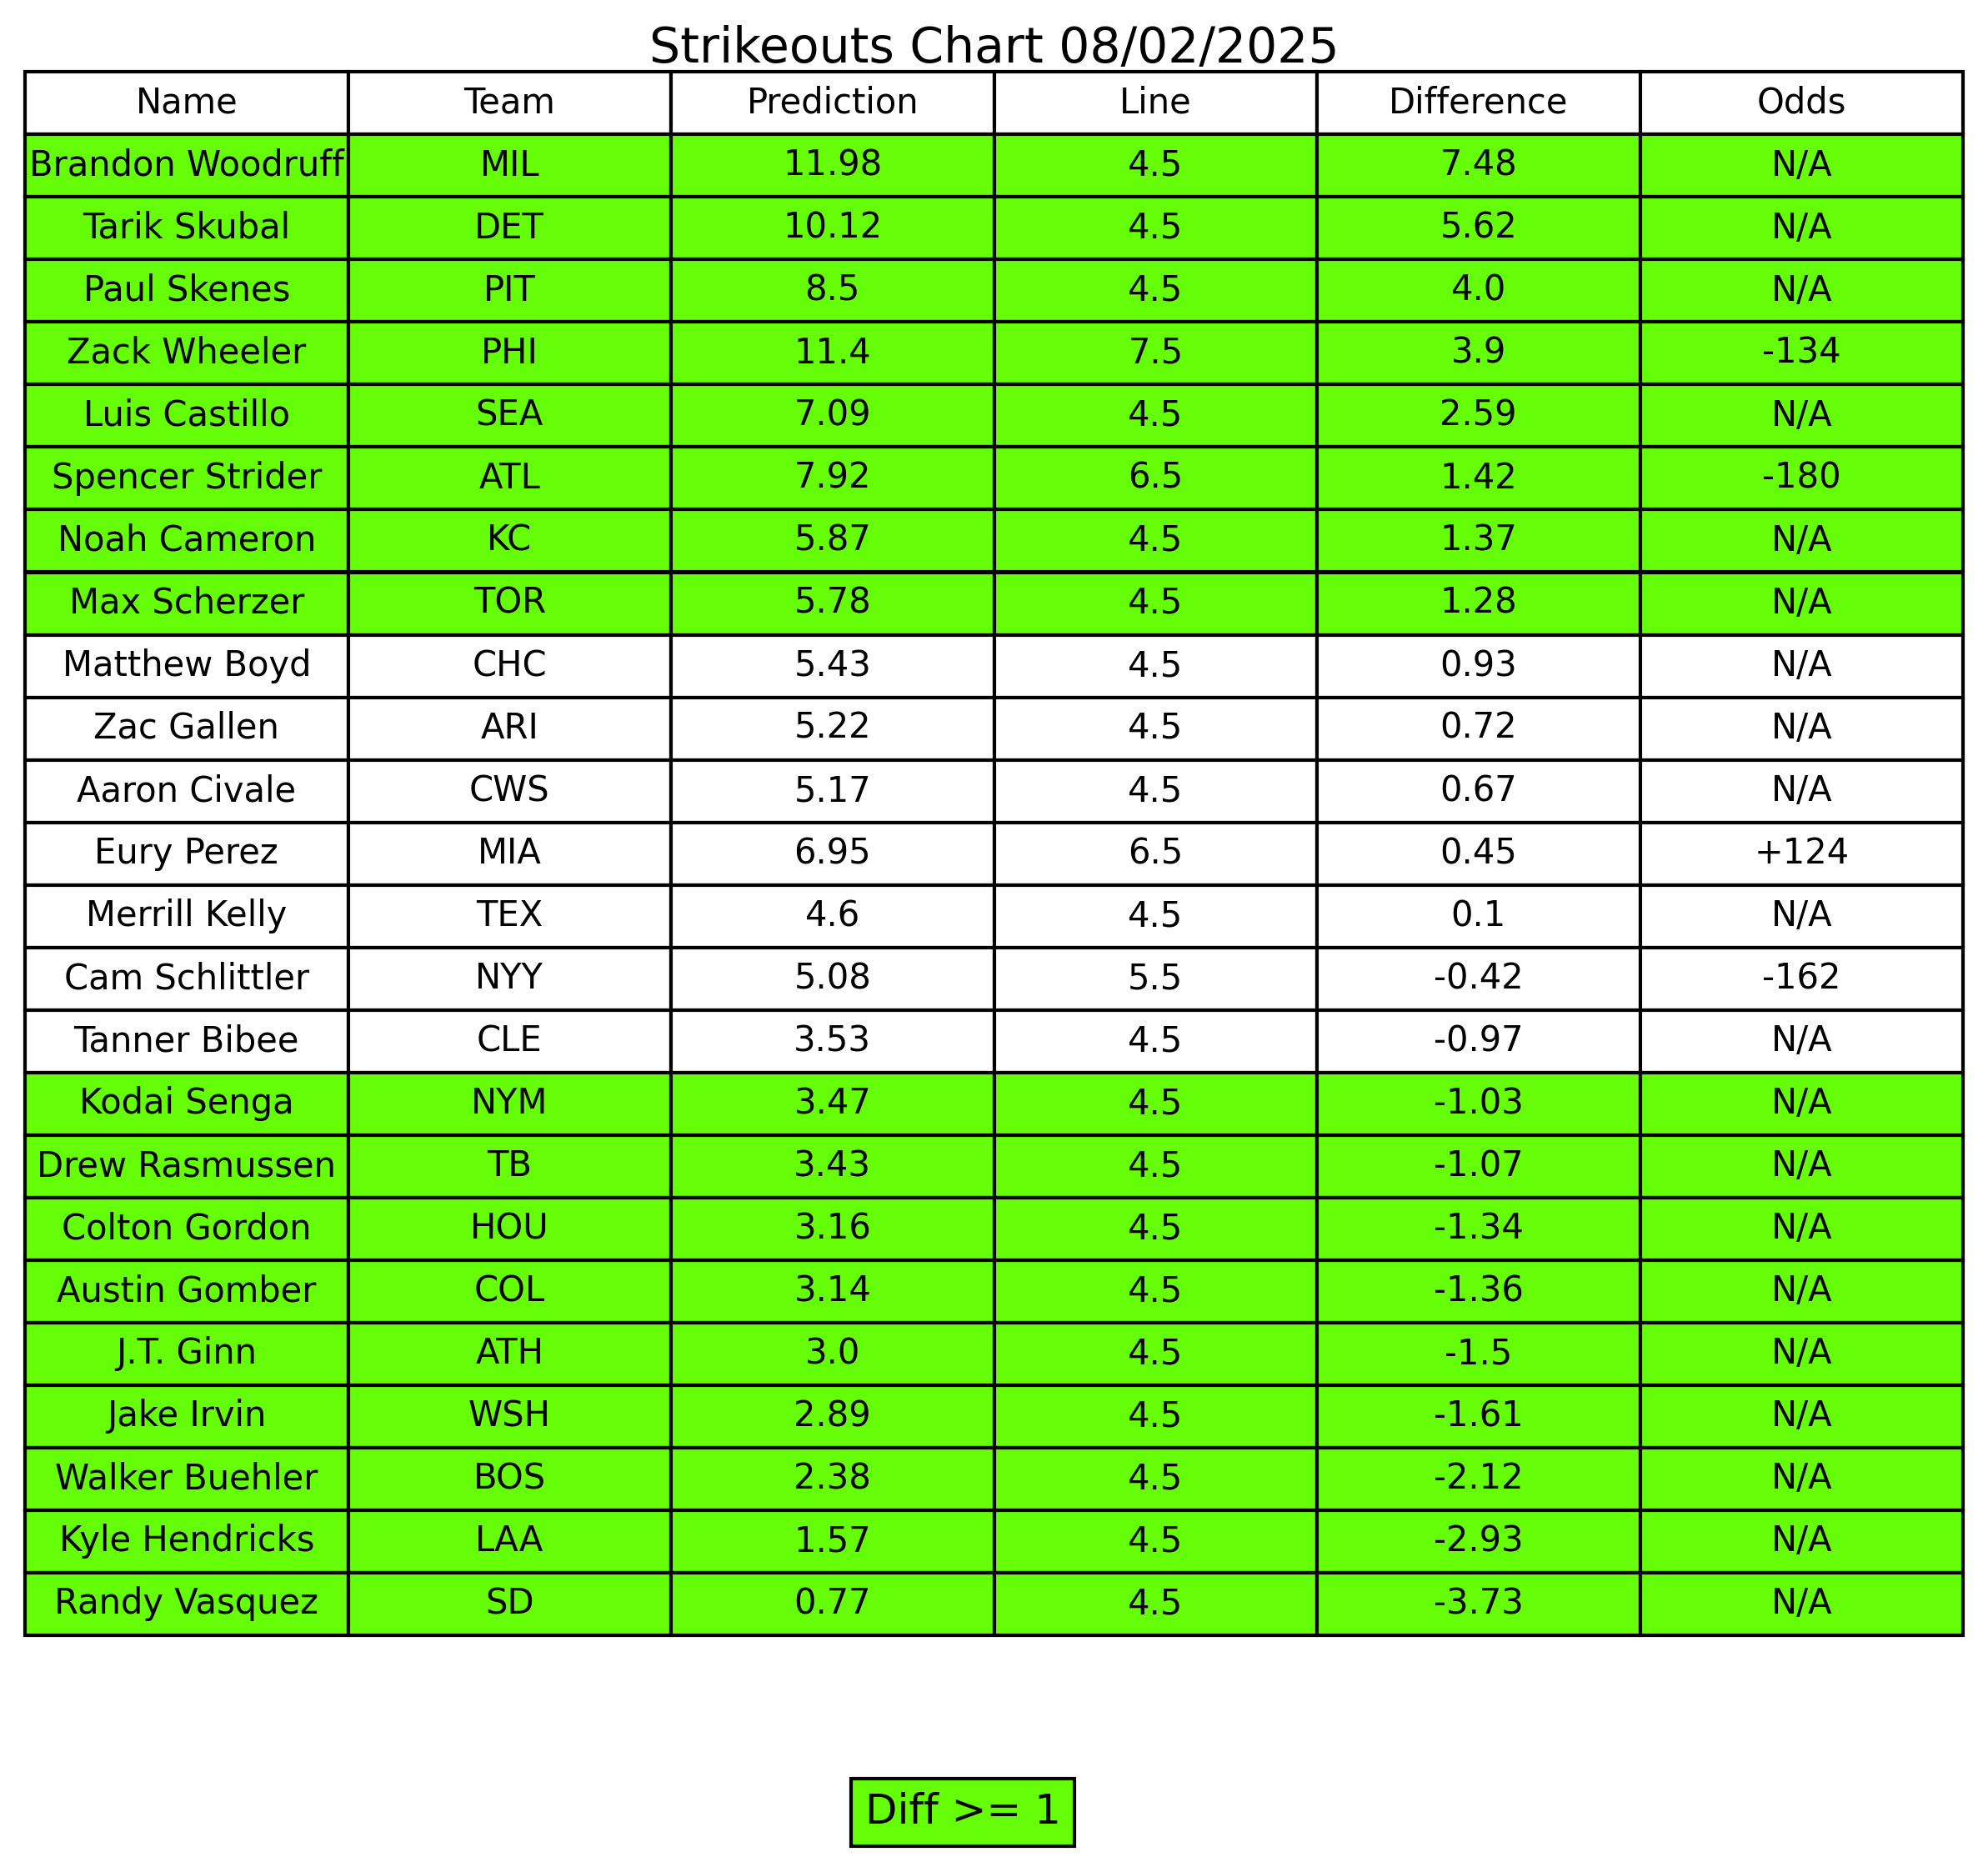 Strikeouts Chart 08/02/2025
Name Team Prediction Line Difference Odds
Brandon Woodruff MIL 11.98 4.5 7.48 N/A
Tarik Skubal DET 10.12 4.5 5.62 N/A
Paul Skenes PIT 8.5 4.5 4.0 N/A
Zack Wheeler PHI 11.4 7.5 3.9 -134
Luis Castillo SEA 7.09 4.5 2.59 N/A
Spencer Strider ATL 7.92 6.5 1.42 -180
Noah Cameron KC 5.87 4.5 1.37 N/A
Max Scherzer TOR 5.78 4.5 1.28 N/A
Matthew Boyd CHC 5.43 4.5 0.93 N/A
Zac Gallen ARI 5.22 4.5 0.72 N/A
Aaron Civale CWS 5.17 4.5 0.67 N/A
Eury Perez MIA 6.95 6.5 0.45 +124
Merrill Kelly TEX 4.6 4.5 0.1 N/A
Cam Schlittler NYY 5.08 5.5 -0.42 -162
Tanner Bibee CLE 3.53 4.5 -0.97 N/A
Kodai Senga NYM 3.47 4.5 -1.03 N/A
Drew Rasmussen TB 3.43 4.5 -1.07 N/A
Colton Gordon HOU 3.16 4.5 -1.34 N/A
Austin Gomber COL 3.14 4.5 -1.36 N/A
J.T. Ginn ATH 3.0 4.5 -1.5 N/A
Jake Irvin WSH 2.89 4.5 -1.61 N/A
Walker Buehler BOS 2.38 4.5 -2.12 N/A
Kyle Hendricks LAA 1.57 4.5 -2.93 N/A
Randy Vasquez SD 0.77 4.5 -3.73 N/A
Diff >= 1